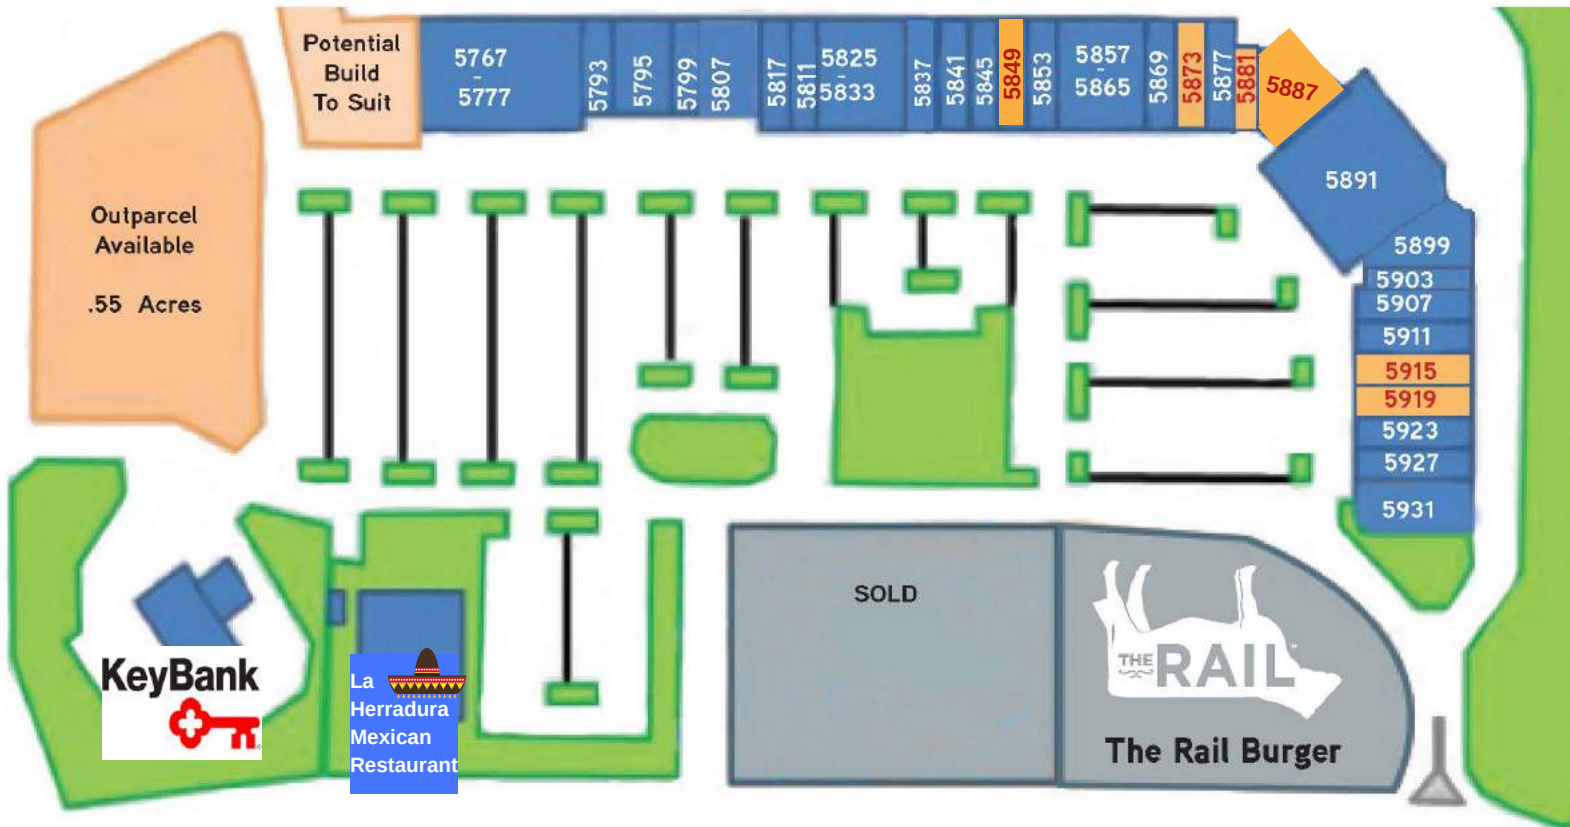 Potential
Build
To Suit
5767
-
5777
5793
5795
5799
5807
5817
5811
5825
-
5833
5837
5841
5845
5849
5853
5857
-
5865
5869
5873
5877
5881
5887
5891
5899
5903
5907
5911
5915
5919
5923
5927
5931
Outparcel
Available
.55 Acres
KeyBank
La
Herradura
Mexican
Restaurant
SOLD
THE RAIL
The Rail Burger